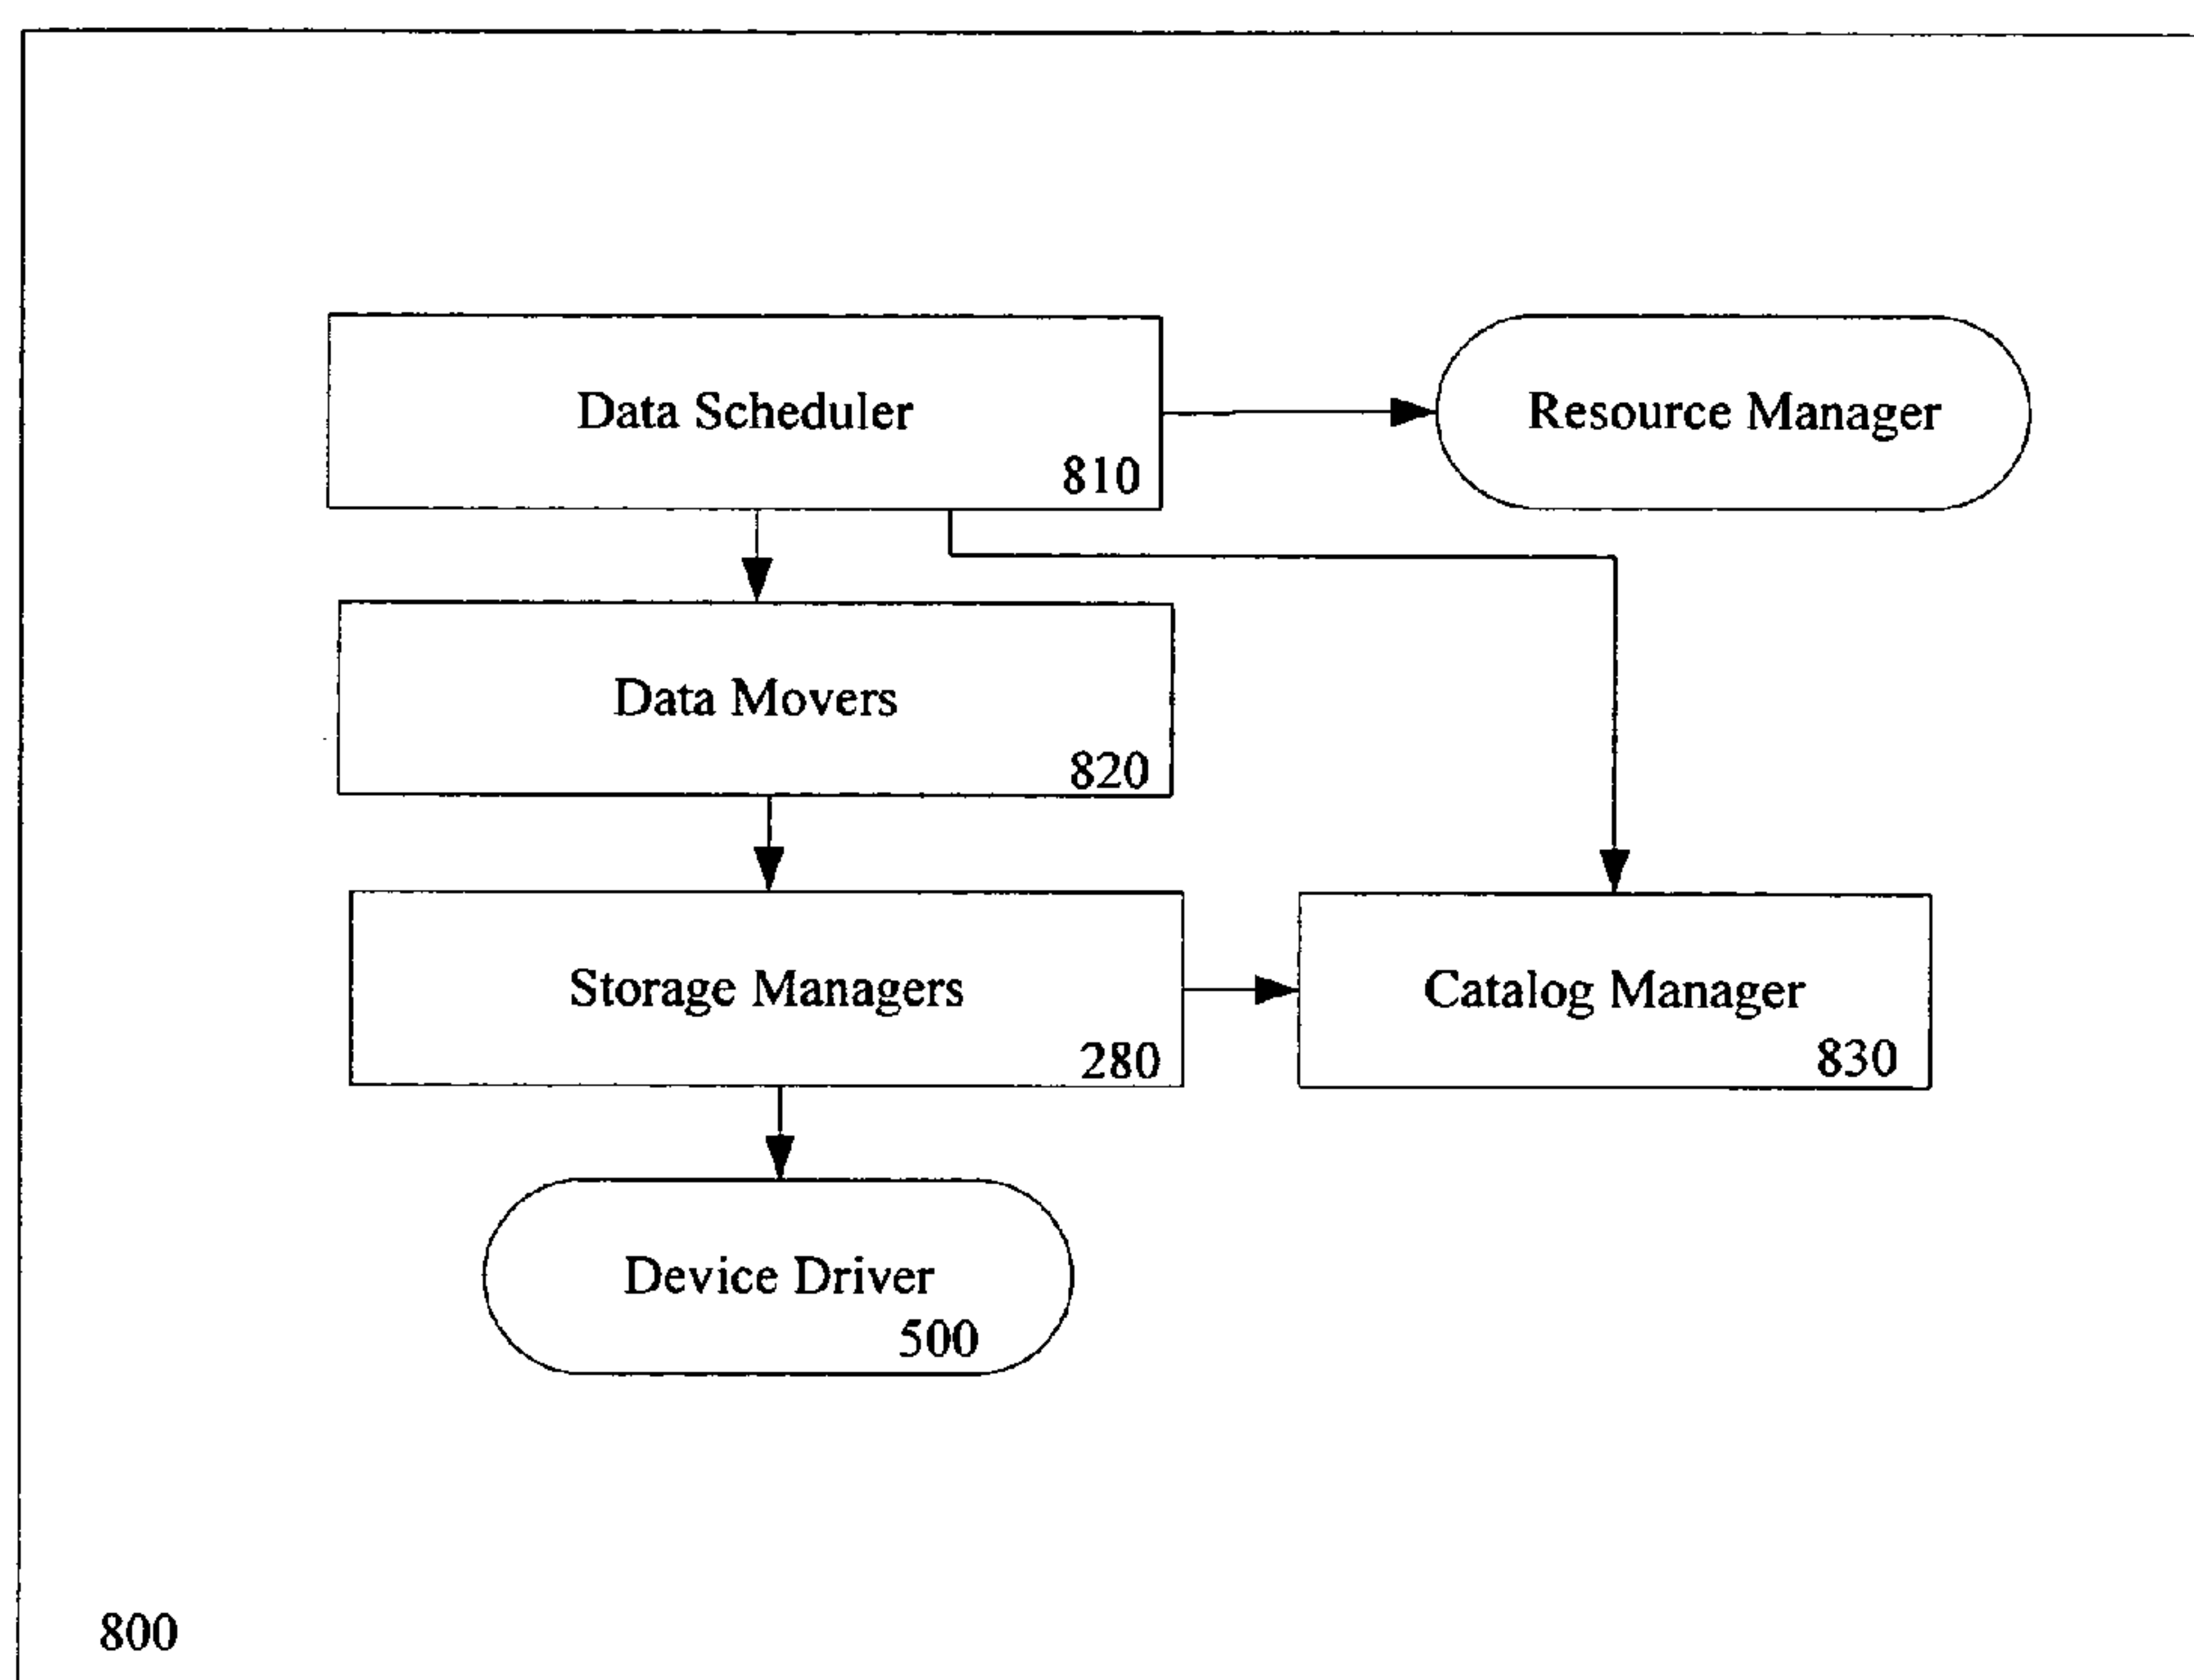 Data Scheduler
810
Resource Manager
Data Movers
820
Storage Managers
280
Catalog Manager
830
Device Driver
500
800